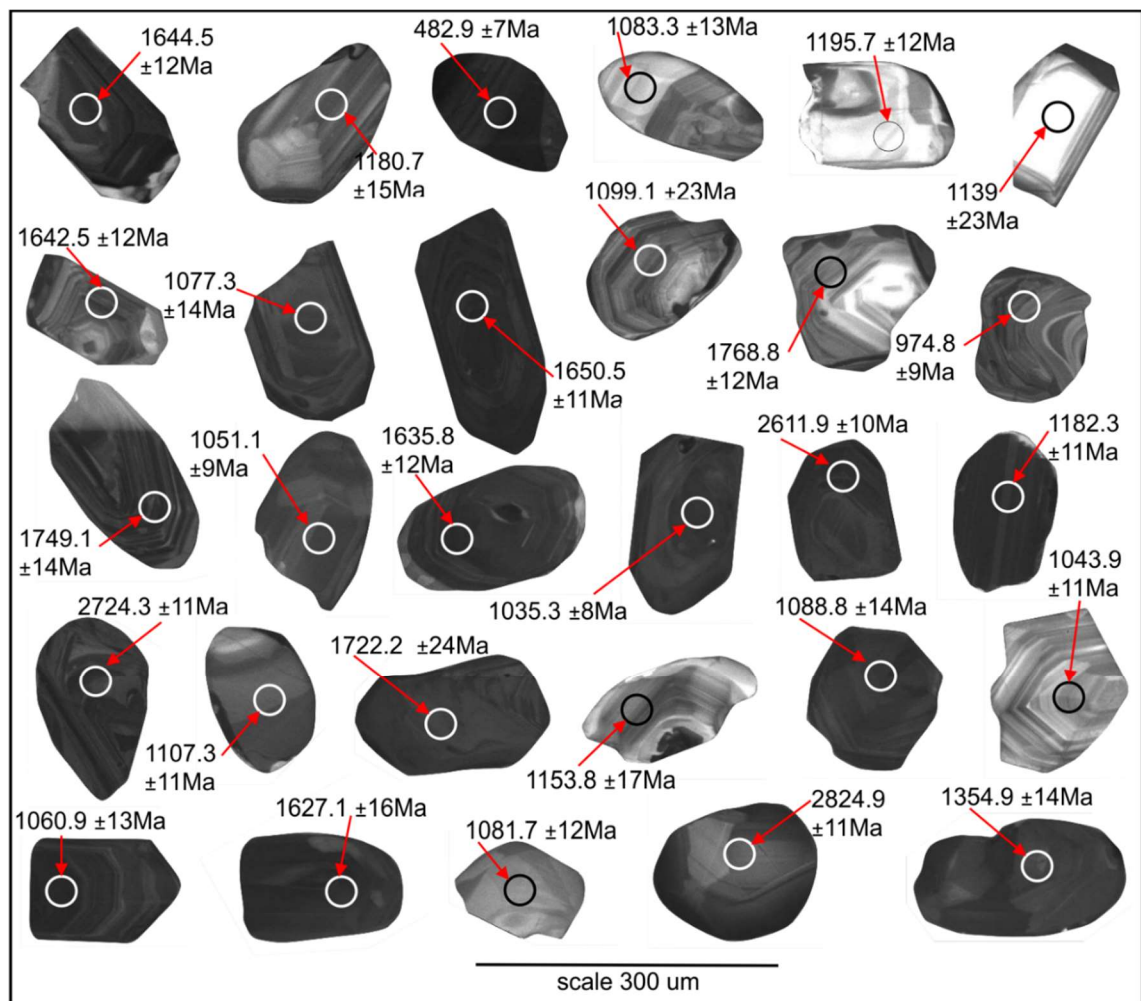 1644.5
±12Ma
1180.7
±15Ma
482.9 ±7Ma
1083.3 ±13Ma
1195.7 ±12Ma
1139
±23Ma
1642.5 ±12Ma
1077.3
±14Ma
1650.5
±11Ma
1099.1 ±23Ma
1768.8
±12Ma
974.8
±9Ma
1749.1
±14Ma
1051.1
±9Ma
1635.8
±12Ma
1035.3 ±8Ma
2611.9 ±10Ma
1182.3
±11Ma
2724.3 ±11Ma
1107.3
±11Ma
1722.2 ±24Ma
1153.8 ±17Ma
1088.8 ±14Ma
1043.9
±11Ma
1060.9 ±13Ma
1627.1 ±16Ma
1081.7 ±12Ma
2824.9
±11Ma
1354.9 ±14Ma
scale 300 um